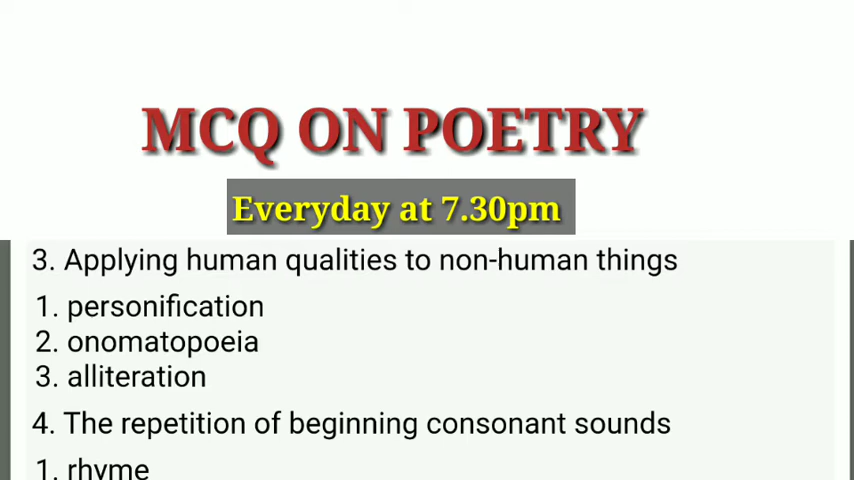 MCQ ON POETRY
Everyday at 7.30pm
3. Applying human qualities to non-human things
1. personification
2. onomatopoeia
3. alliteration
4. The repetition of beginning consonant sounds
1. rhyme